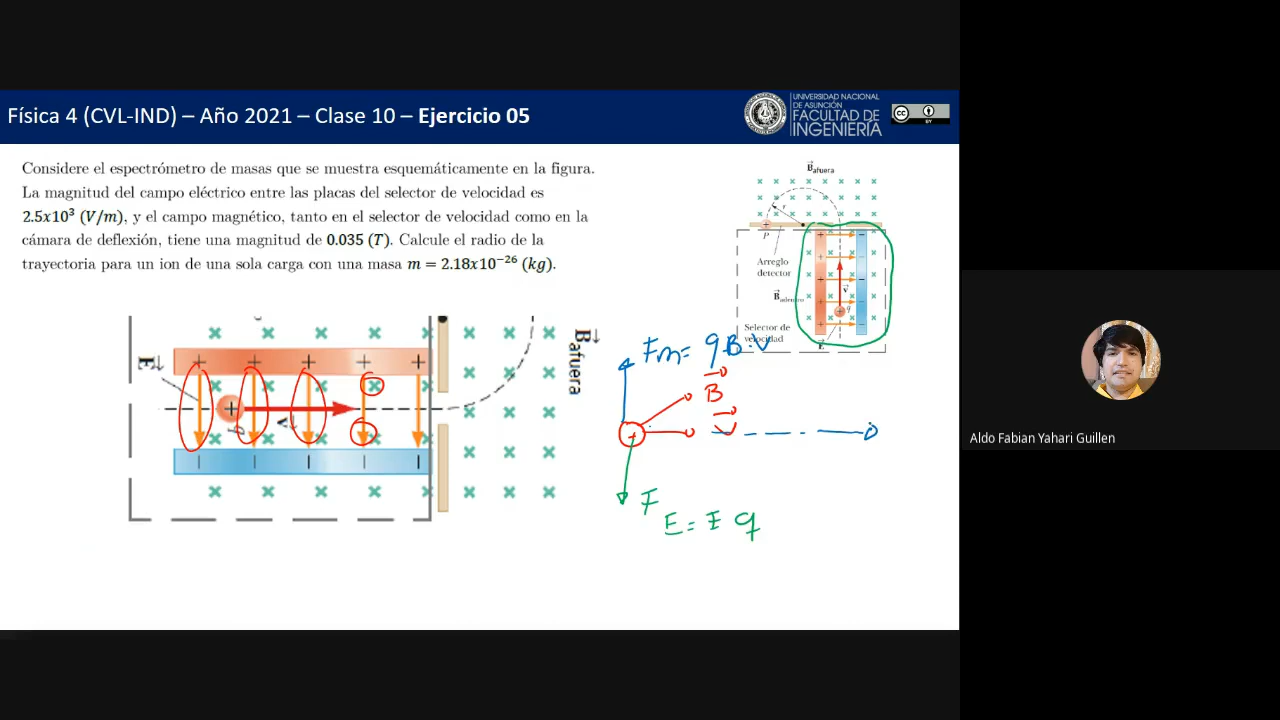 Física 4 (CVL-IND) – Año 2021 – Clase 10 – Ejercicio 05
UNIVERSIDAD NACIONAL
DE ASUNCIÓN
FACULTAD DE
INGENIERÍA
cc
BY
Considere el espectrómetro de masas que se muestra esquemáticamente en la figura.
La magnitud del campo eléctrico entre las placas del selector de velocidad es
2.5x10³ (V/m), y el campo magnético, tanto en el selector de velocidad como en la
cámara de deflexión, tiene una magnitud de 0.035 (T). Calcule el radio de la
trayectoria para un ion de una sola carga con una masa m = 2.18x10⁻²⁶ (kg).
B⃗afuera
r
P
Arreglo
detector
v⃗
q
Selector de
velocidad
E⃗
E⃗
v⃗
B⃗afuera
Fm = qB.V
B⃗
V⃗
F
E = E q
Aldo Fabian Yahari Guillen